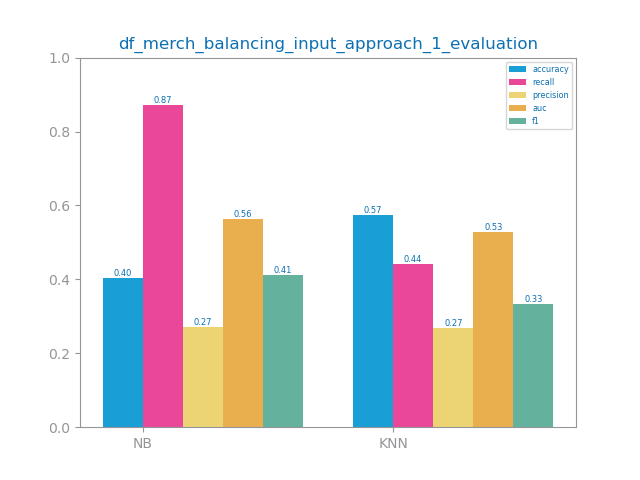 df_merch_balancing_input_approach_1_evaluation
1.0
0.8
0.6
0.4
0.2
0.0
accuracy
recall
precision
auc
f1
0.40
0.87
0.27
0.56
0.41
0.57
0.44
0.27
0.53
0.33
NB
KNN